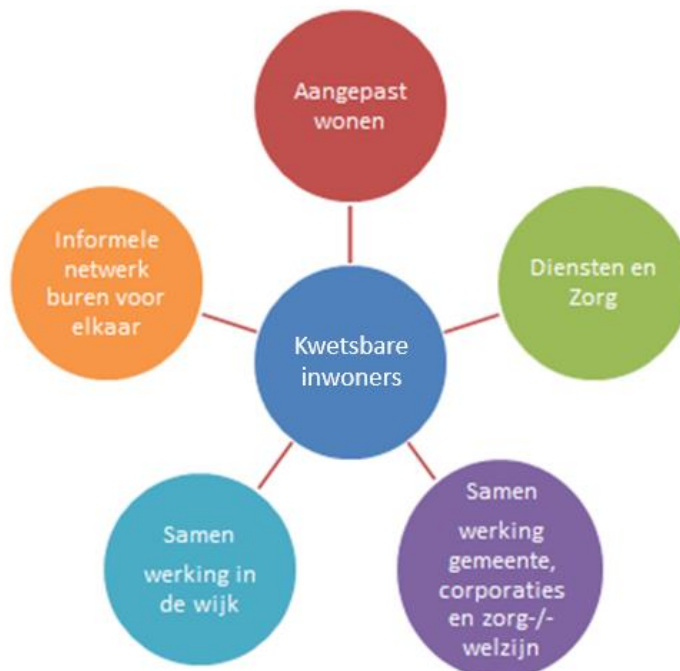 Aangepast
wonen
Informele
netwerk
buren voor
elkaar
Diensten en
Zorg
Kwetsbare
inwoners
Samen
werking in
de wijk
Samen
werking
gemeente,
corporaties
en zorg-/-
welzijn